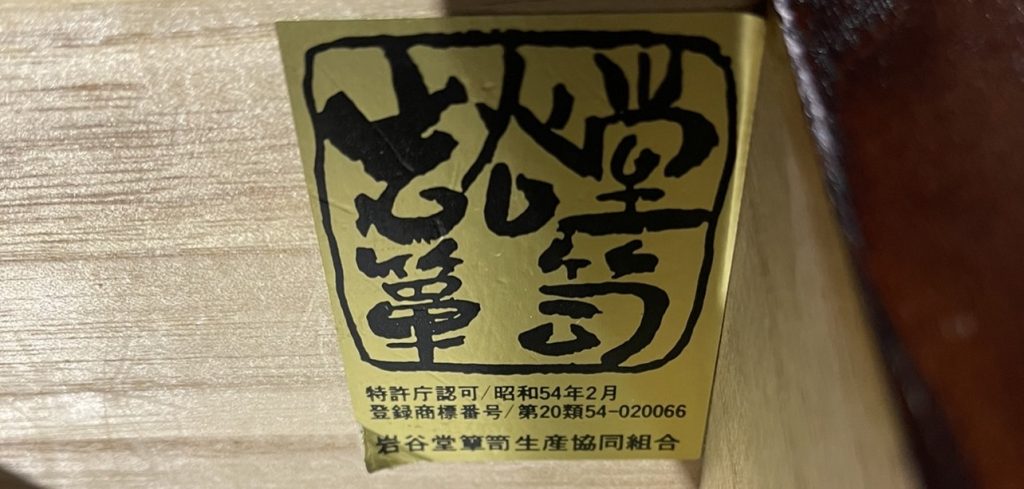 岩谷堂
箪笥
特許庁認可/昭和54年2月
登録商標番号/第20類54-020066
岩谷堂箪笥生産協同組合